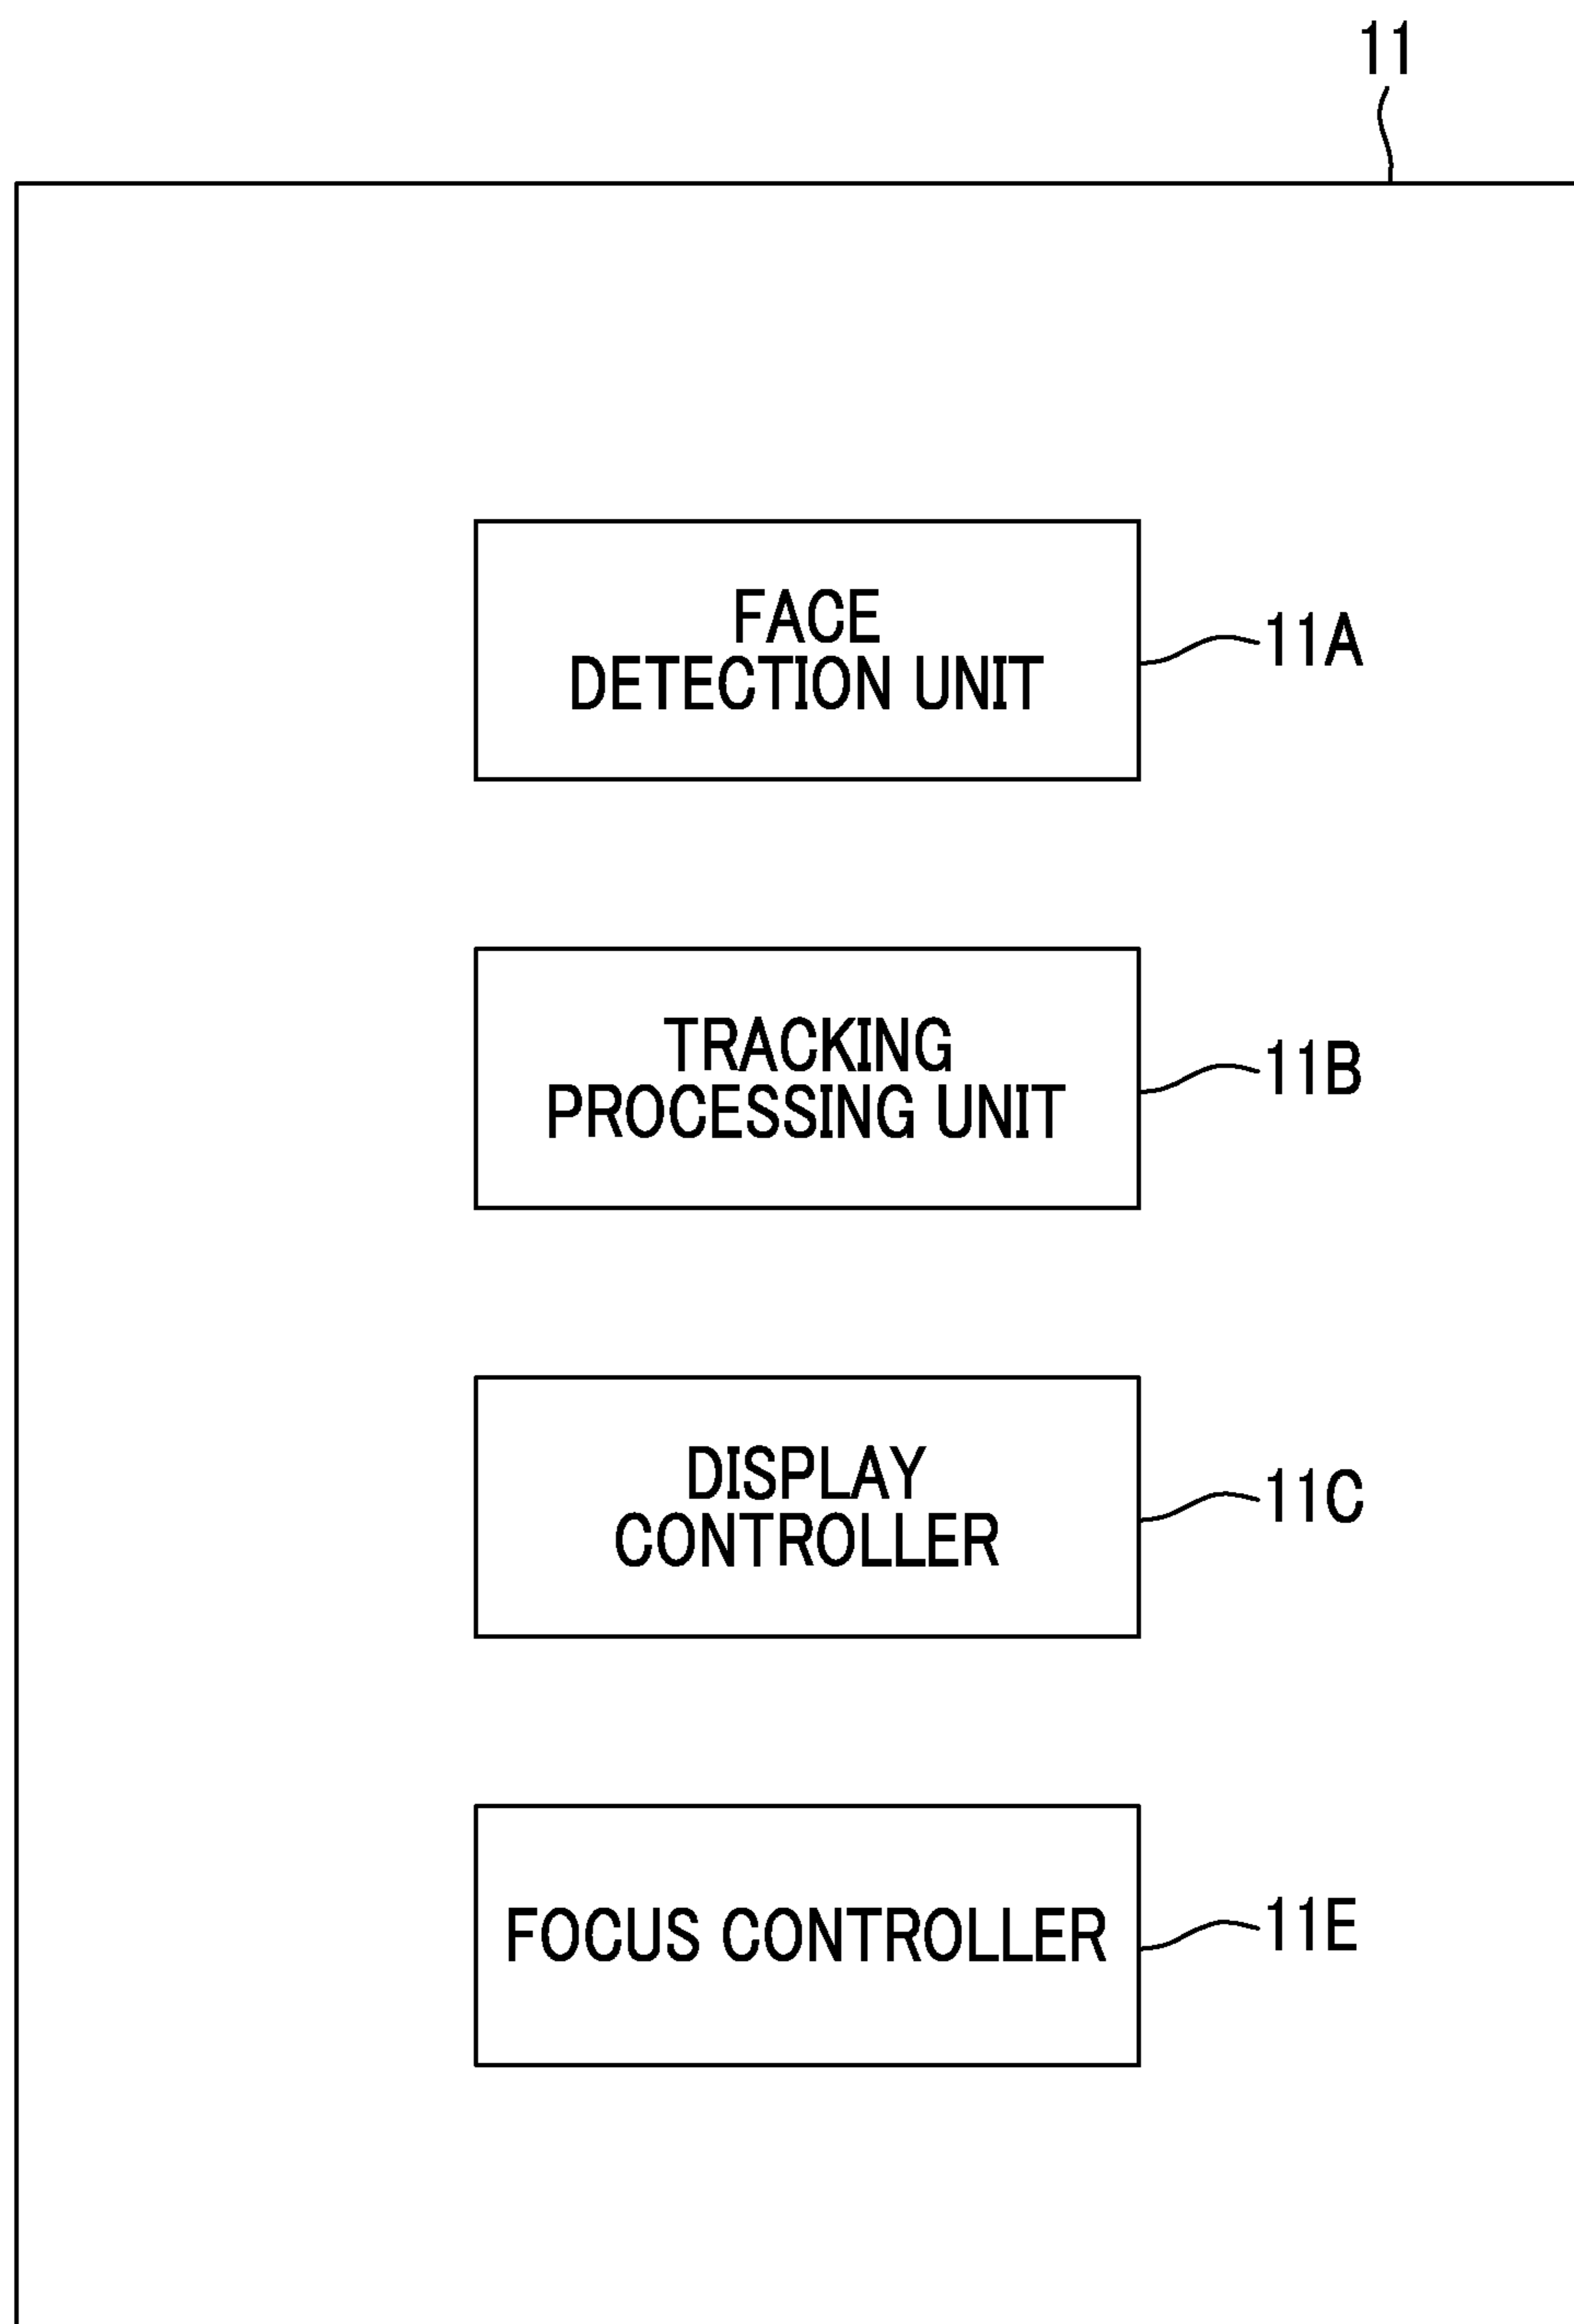 11
FACE
DETECTION UNIT
11A
TRACKING
PROCESSING UNIT
11B
DISPLAY
CONTROLLER
11C
FOCUS CONTROLLER
11E